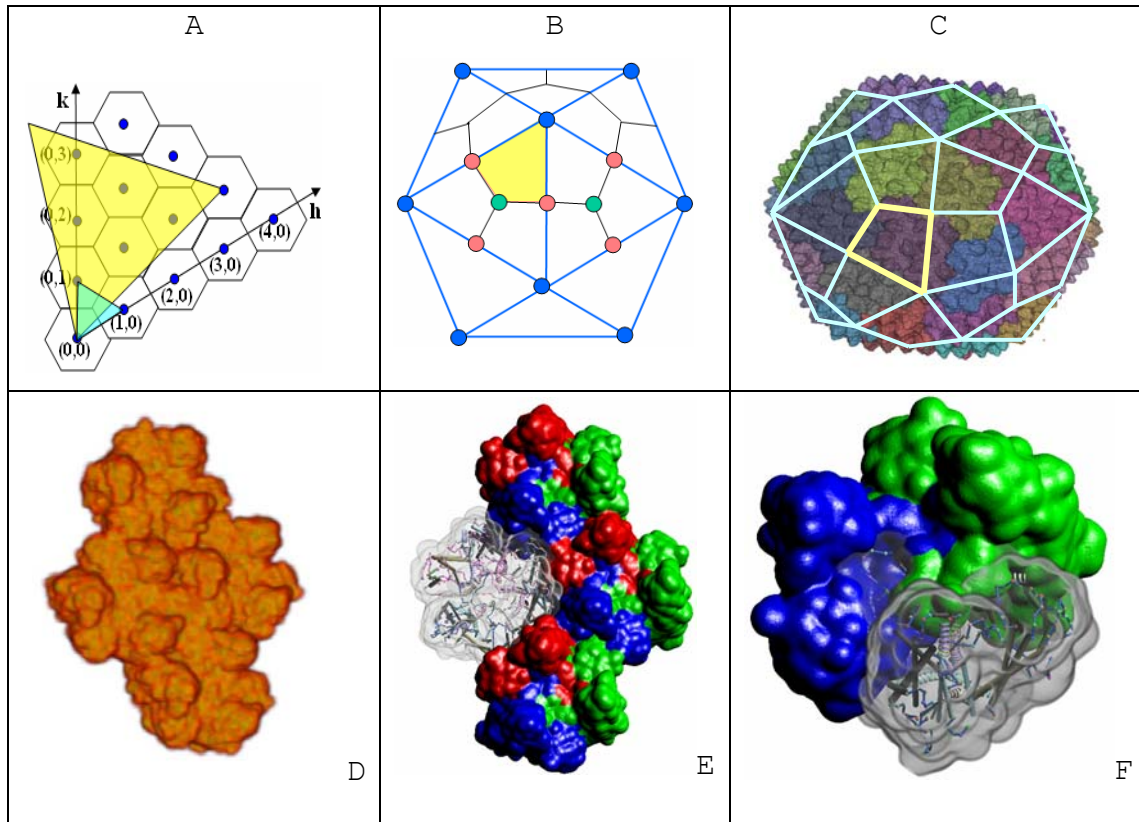 A
k
(0,3)
(0,2)
(0,1)
h
(4,0)
(3,0)
(2,0)
(1,0)
(0,0)
B
C
D
E
F